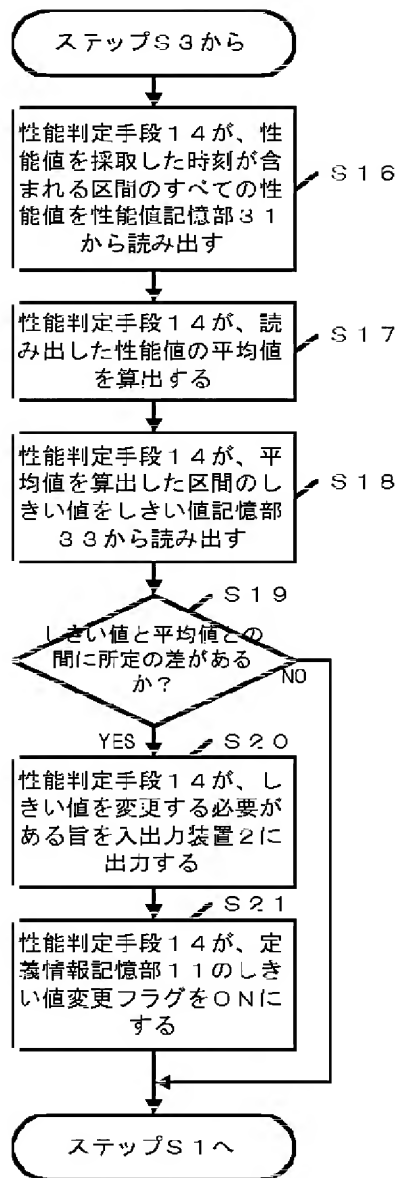 ステップS3から
性能判定手段14が、性
能値を採取した時刻が含
まれる区間のすべての性
能値を性能値記憶部31
から読み出す
S16
性能判定手段14が、読
み出した性能値の平均値
を算出する
S17
性能判定手段14が、平
均値を算出した区間のし
きい値をしきい値記憶部
33から読み出す
S18
S19
しきい値と平均値との
間に所定の差がある
か?
NO
YES
S20
性能判定手段14が、し
きい値を変更する必要が
ある旨を入出力装置2に
出力する
S21
性能判定手段14が、定
義情報記憶部11のしき
い値変更フラグをONに
する
ステップS1へ